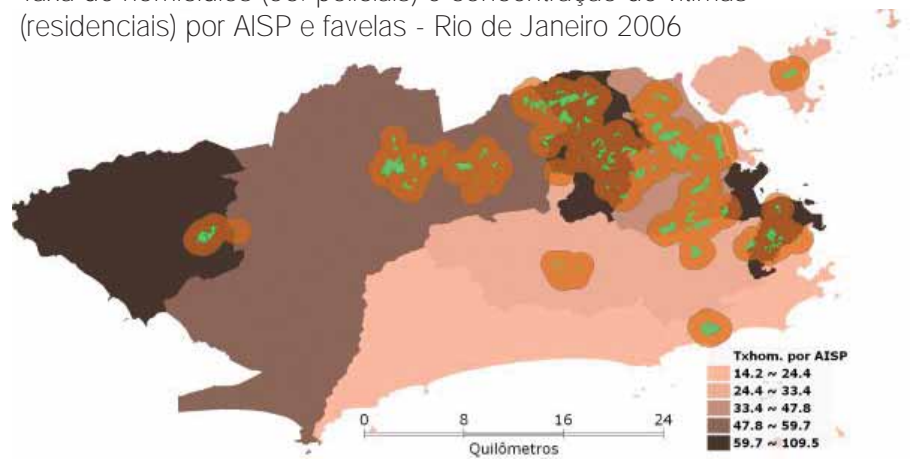 (residenciais) por AISP e favelas - Rio de Janeiro 2006
Txhom. por AISP
14.2 ~ 24.4
24.4 ~ 33.4
33.4 ~ 47.8
47.8 ~ 59.7
59.7 ~ 109.5
0 8 16 24
Quilômetros